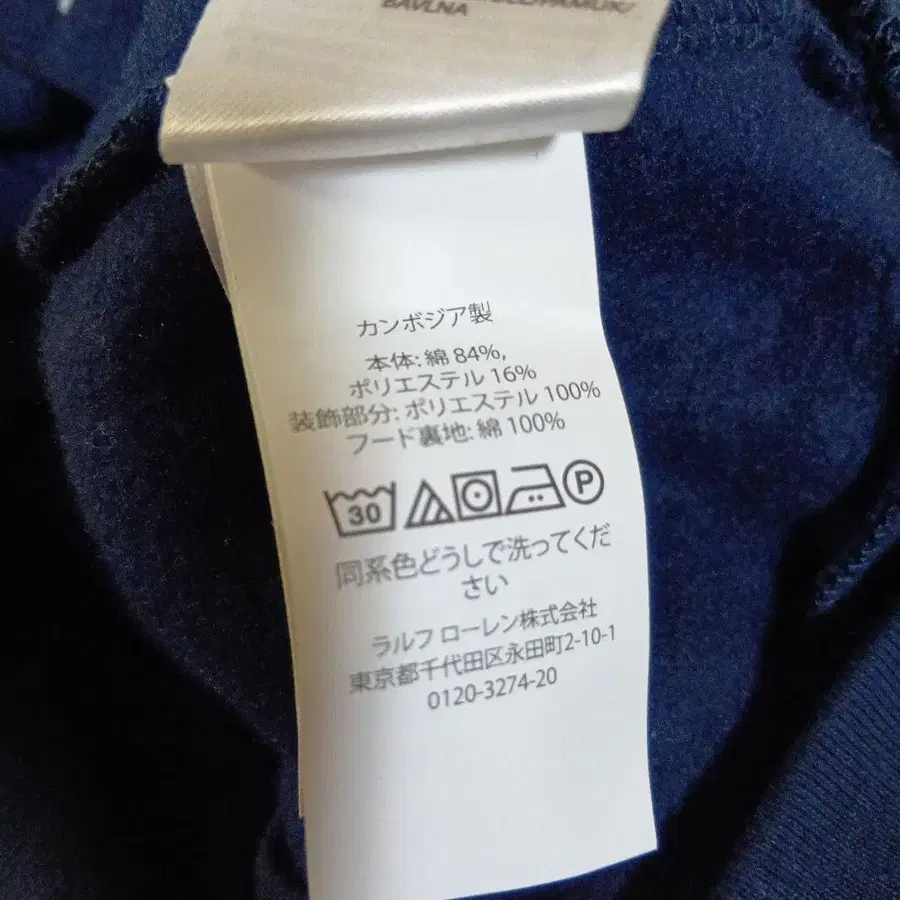 BAVLNA
カンボジア製
本体: 綿 84%,
ポリエステル 16%
装飾部分: ポリエステル 100%
フード裏地: 綿 100%
30 P
同系色どうしで洗ってくだ
さい
ラルフ ローレン株式会社
東京都千代田区永田町2-10-1
0120-3274-20